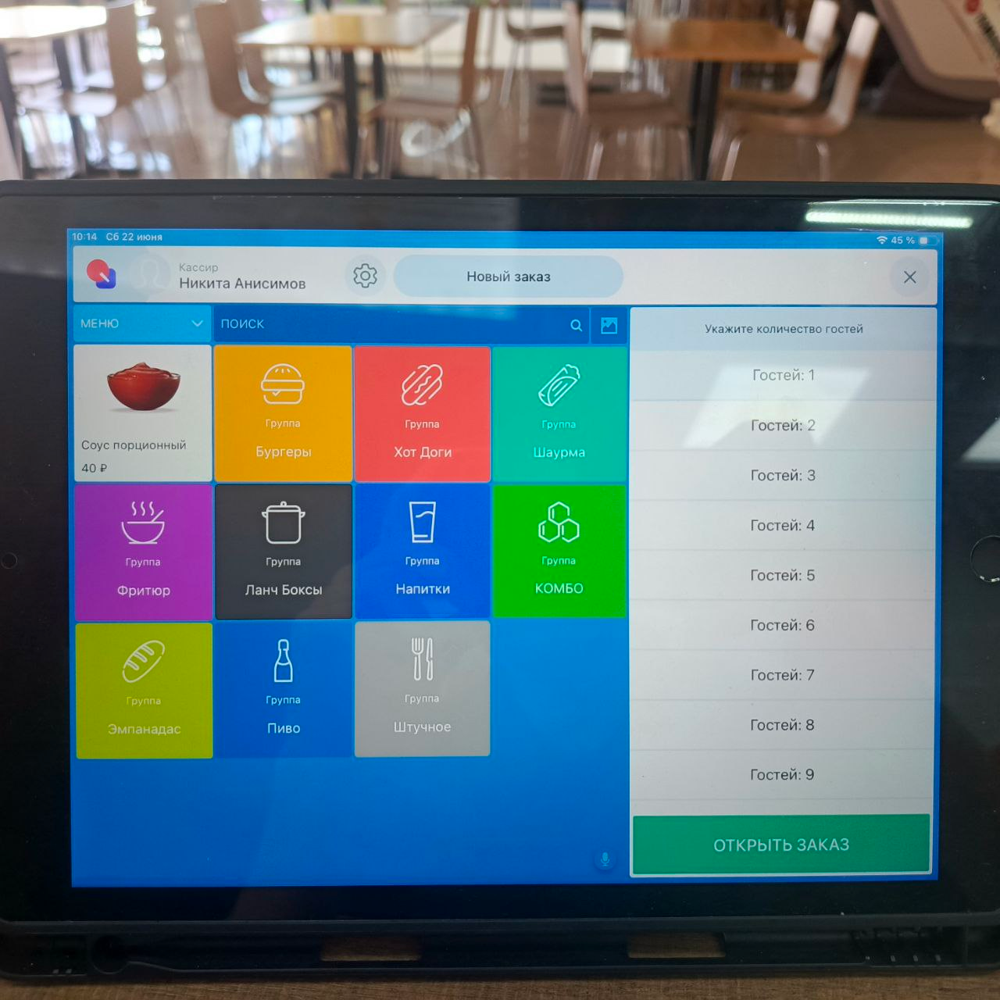 10:14 Сб 22 июня
45 %
Кассир
Никита Анисимов
Новый заказ
МЕНЮ
ПОИСК
Соус порционный
40 ₽
Группа
Бургеры
Группа
Хот Доги
Группа
Шаурма
Группа
Фритюр
Группа
Ланч Боксы
Группа
Напитки
Группа
КОМБО
Группа
Эмпанадас
Группа
Пиво
Группа
Штучное
Укажите количество гостей
Гостей: 1
Гостей: 2
Гостей: 3
Гостей: 4
Гостей: 5
Гостей: 6
Гостей: 7
Гостей: 8
Гостей: 9
ОТКРЫТЬ ЗАКАЗ